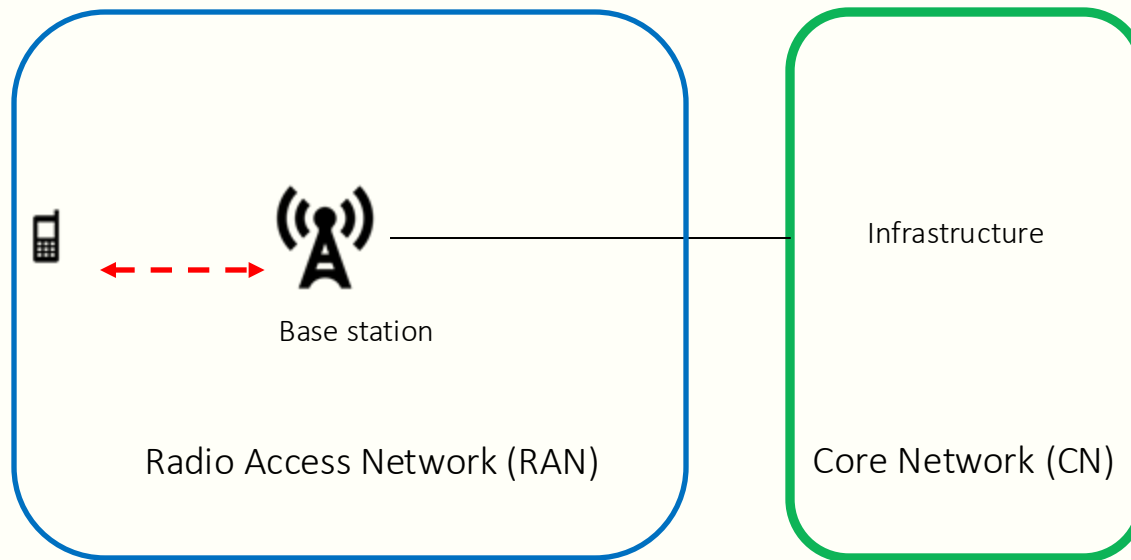 Infrastructure
Base station
Radio Access Network (RAN)
Core Network (CN)